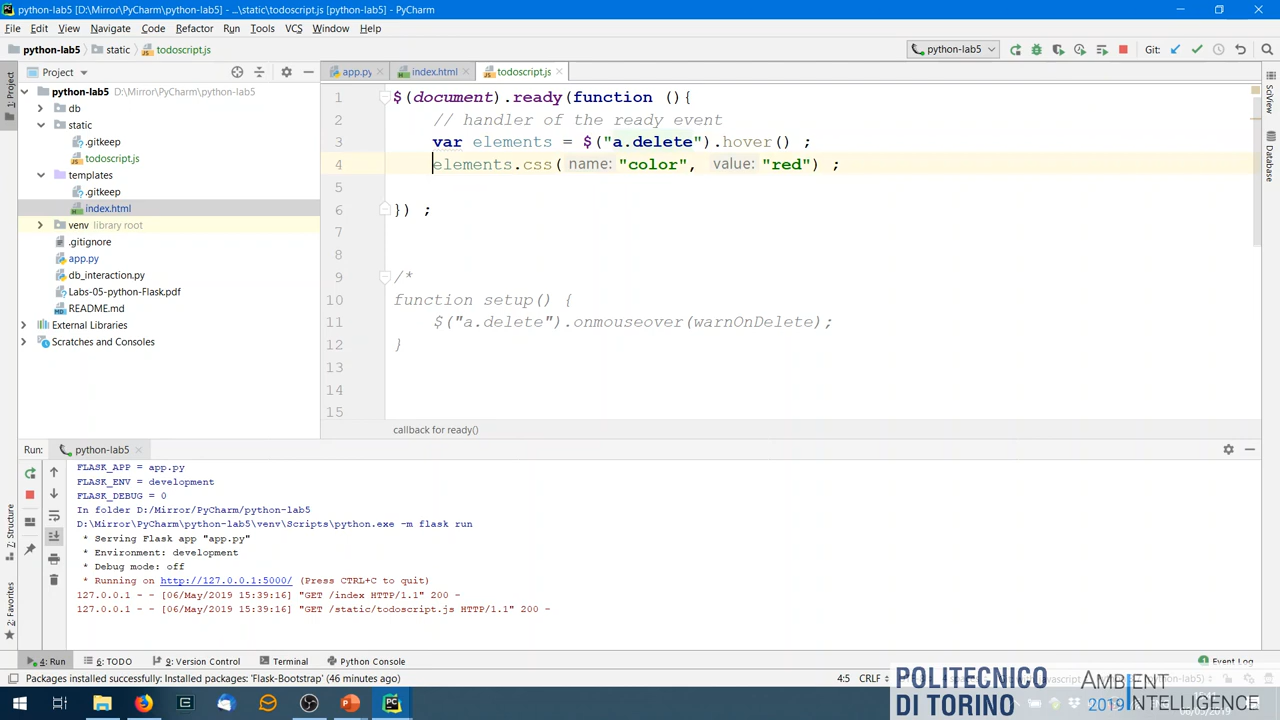 python-lab5 [D:\Mirror\PyCharm\python-lab5] - ...\static\todoscript.js [python-lab5] - PyCharm
File Edit View Navigate Code Refactor Run Tools VCS Window Help
python-lab5 static todoscript.js python-lab5 Git:
1: Project
Project
app.py index.html todoscript.js
SciView
Database
python-lab5 D:\Mirror\PyCharm\python-lab5
db
static
.gitkeep
todoscript.js
templates
.gitkeep
index.html
venv library root
.gitignore
app.py
db_interaction.py
Labs-05-python-Flask.pdf
README.md
External Libraries
Scratches and Consoles
1 $(document).ready(function (){
2 // handler of the ready event
3 var elements = $("a.delete").hover() ;
4 elements.css( name: "color", value: "red") ;
5
6 }) ;
7
8
9 /*
10 function setup() {
11 $("a.delete").onmouseover(warnOnDelete);
12 }
13
14
15
callback for ready()
Run: python-lab5
FLASK_APP = app.py
FLASK_ENV = development
FLASK_DEBUG = 0
In folder D:/Mirror/PyCharm/python-lab5
D:\Mirror\PyCharm\python-lab5\venv\Scripts\python.exe -m flask run
* Serving Flask app "app.py"
* Environment: development
* Debug mode: off
* Running on http://127.0.0.1:5000/ (Press CTRL+C to quit)
127.0.0.1 - - [06/May/2019 15:39:16] "GET /index HTTP/1.1" 200 -
127.0.0.1 - - [06/May/2019 15:39:16] "GET /static/todoscript.js HTTP/1.1" 200 -
7: Structure
2: Favorites
4: Run 6: TODO 9: Version Control Terminal Python Console Event Log
Packages installed successfully: Installed packages: 'Flask-Bootstrap' (46 minutes ago) 4:5 CRLF
POLITECNICO
DI TORINO
AMBIENT
2019 INTELLIGENCE